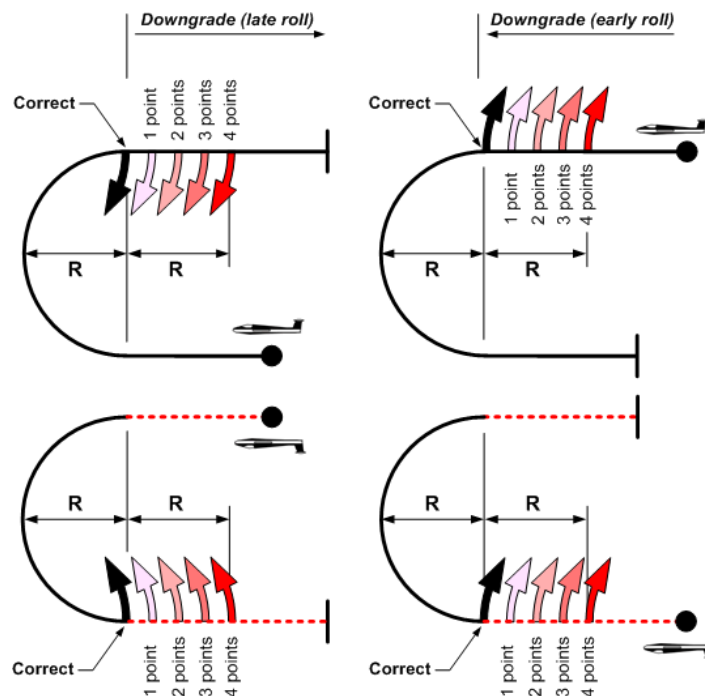 Downgrade (late roll)
Correct
1 point
2 points
3 points
4 points
R
R
Downgrade (early roll)
Correct
1 point
2 points
3 points
4 points
R
R
R
R
Correct
1 point
2 points
3 points
4 points
R
R
Correct
1 point
2 points
3 points
4 points